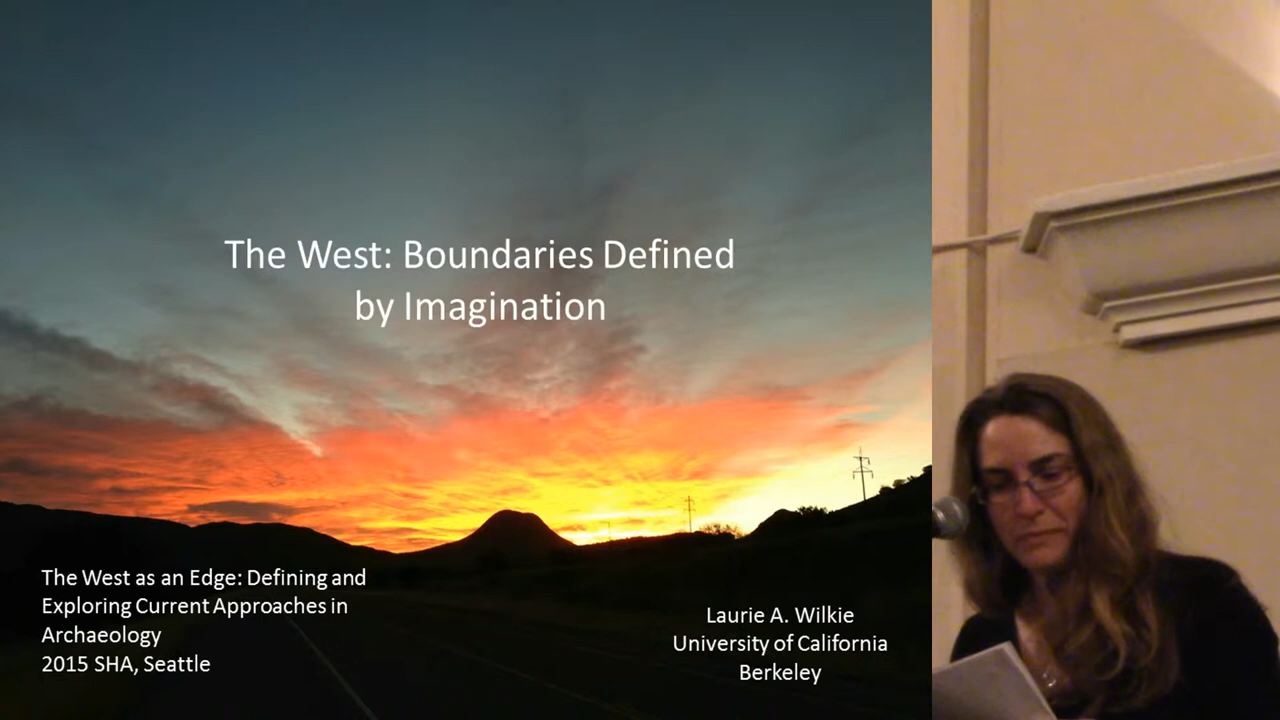 The West: Boundaries Defined
by Imagination
The West as an Edge: Defining and
Exploring Current Approaches in
Archaeology
2015 SHA, Seattle
Laurie A. Wilkie
University of California
Berkeley